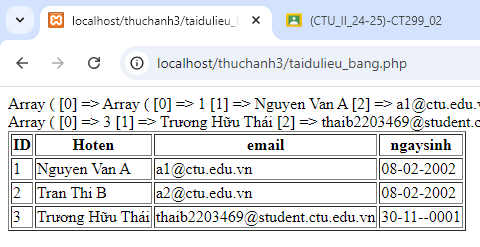 localhost/thuchanh3/taidulieu_ba
(CTU_II_24-25)-CT299_02
localhost/thuchanh3/taidulieu_bang.php
Array ( [0] => Array ( [0] => 1 [1] => Nguyen Van A [2] => a1@ctu.edu.v
Array ( [0] => 3 [1] => Trương Hữu Thái [2] => thaib2203469@student.c
ID Hoten email ngaysinh
1 Nguyen Van A a1@ctu.edu.vn 08-02-2002
2 Tran Thi B a2@ctu.edu.vn 08-02-2002
3 Trương Hữu Thái thaib2203469@student.ctu.edu.vn 30-11--0001